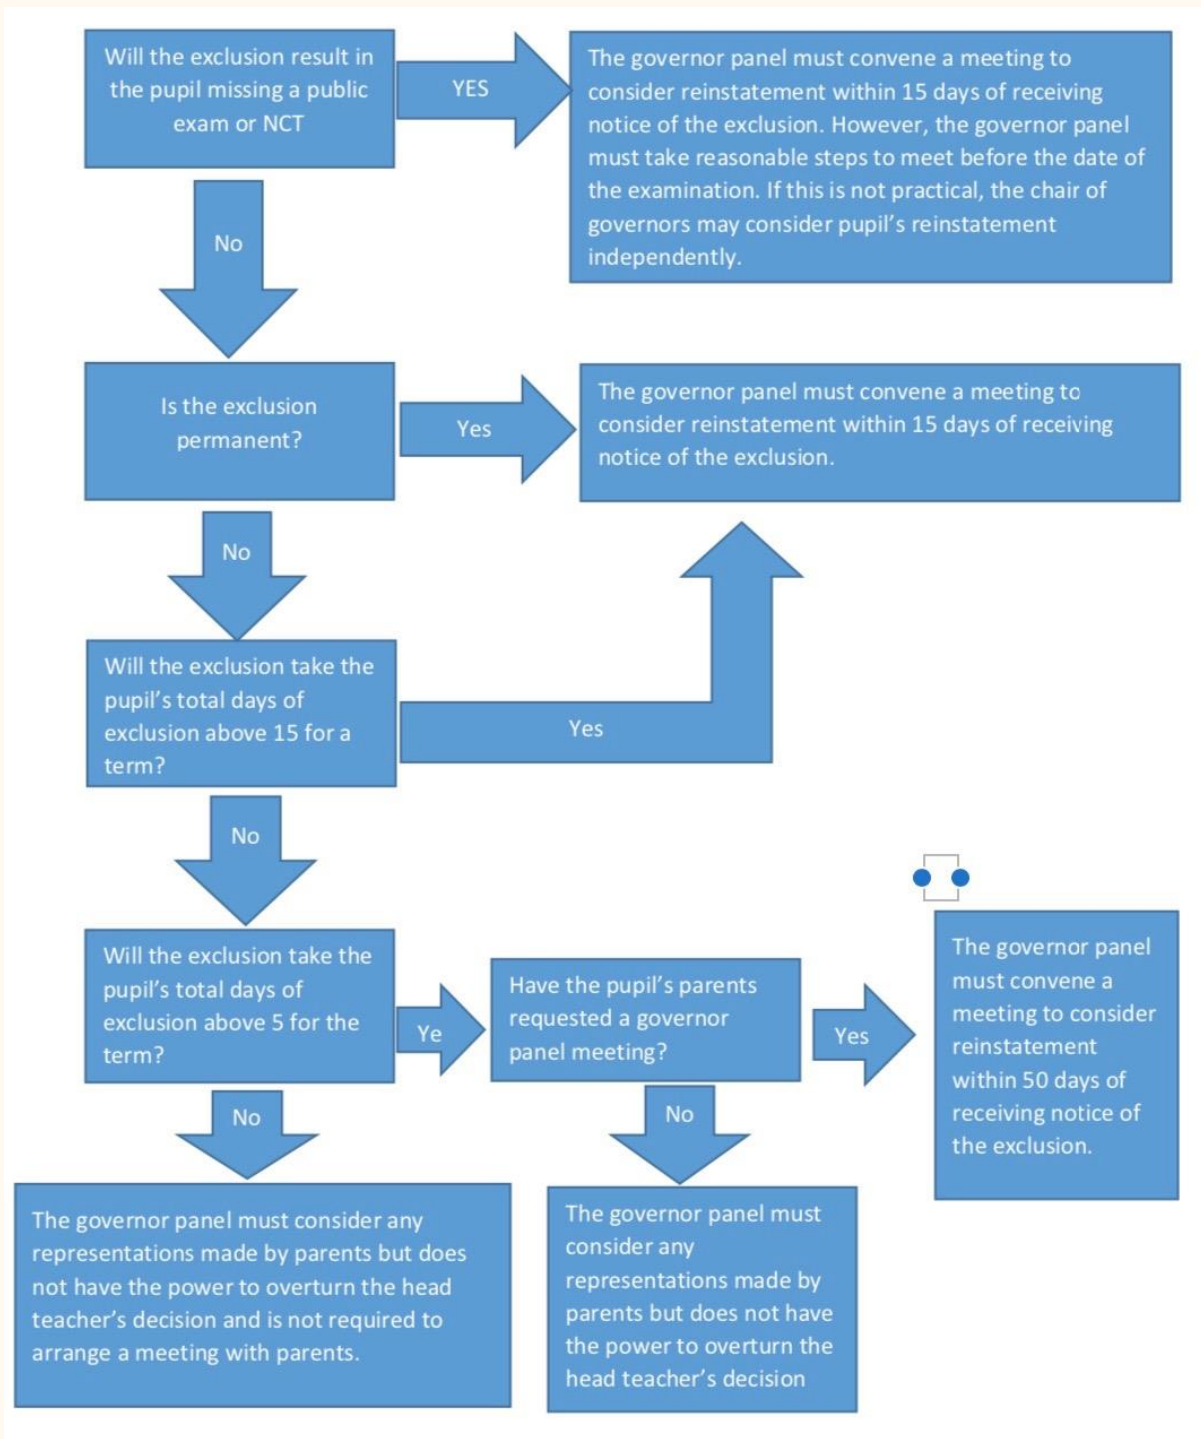 Will the exclusion result in
the pupil missing a public
exam or NCT
YES
The governor panel must convene a meeting to
consider reinstatement within 15 days of receiving
notice of the exclusion. However, the governor panel
must take reasonable steps to meet before the date of
the examination. If this is not practical, the chair of
governors may consider pupil’s reinstatement
independently.
No
Is the exclusion
permanent?
Yes
The governor panel must convene a meeting to
consider reinstatement within 15 days of receiving
notice of the exclusion.
No
Will the exclusion take the
pupil’s total days of
exclusion above 15 for a
term?
Yes
No
Will the exclusion take the
pupil’s total days of
exclusion above 5 for the
term?
Ye
Have the pupil’s parents
requested a governor
panel meeting?
Yes
The governor panel
must convene a
meeting to consider
reinstatement
within 50 days of
receiving notice of
the exclusion.
No
No
The governor panel must consider any
representations made by parents but does
not have the power to overturn the head
teacher’s decision and is not required to
arrange a meeting with parents.
The governor panel must
consider any
representations made by
parents but does not have
the power to overturn the
head teacher’s decision